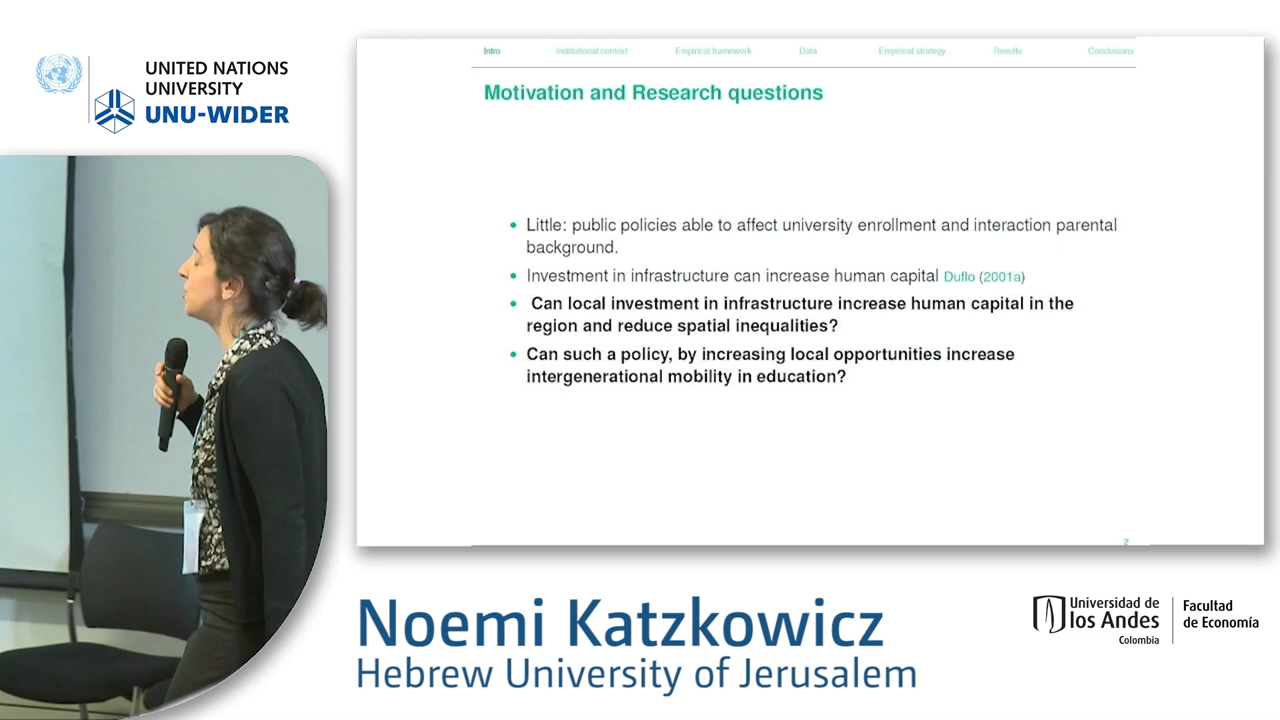 UNITED NATIONS
UNIVERSITY
UNU-WIDER
Intro Institutional context Empirical framework Data Empirical strategy Results Conclusions
Motivation and Research questions
• Little: public policies able to affect university enrollment and interaction parental
background.
• Investment in infrastructure can increase human capital Duflo (2001a)
• Can local investment in infrastructure increase human capital in the
region and reduce spatial inequalities?
• Can such a policy, by increasing local opportunities increase
intergenerational mobility in education?
2
Noemi Katzkowicz
Hebrew University of Jerusalem
Universidad de
los Andes
Colombia
Facultad
de Economía